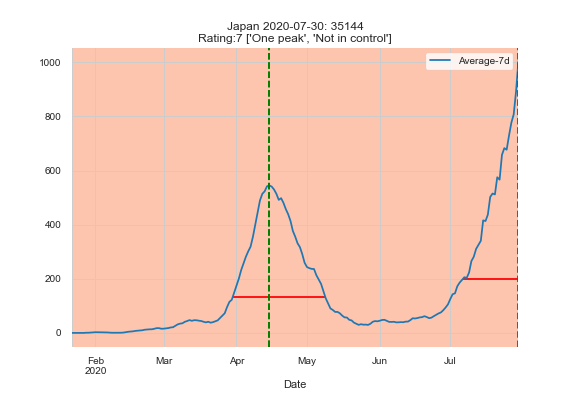 Japan 2020-07-30: 35144
Rating:7 ['One peak', 'Not in control']
Average-7d
1000
800
600
400
200
0
Feb
2020
Mar
Apr
May
Jun
Jul
Date